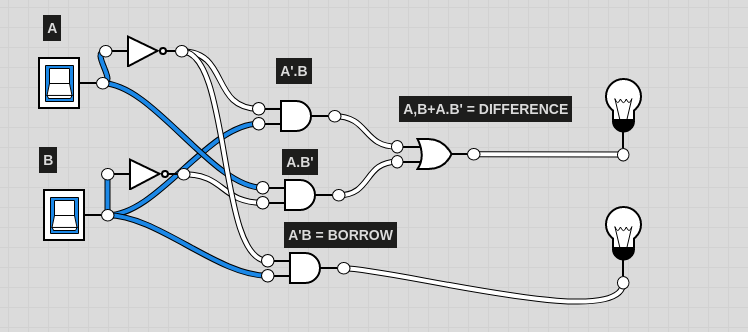 A
A'.B
A,B+A.B' = DIFFERENCE
B
A.B'
A'B = BORROW